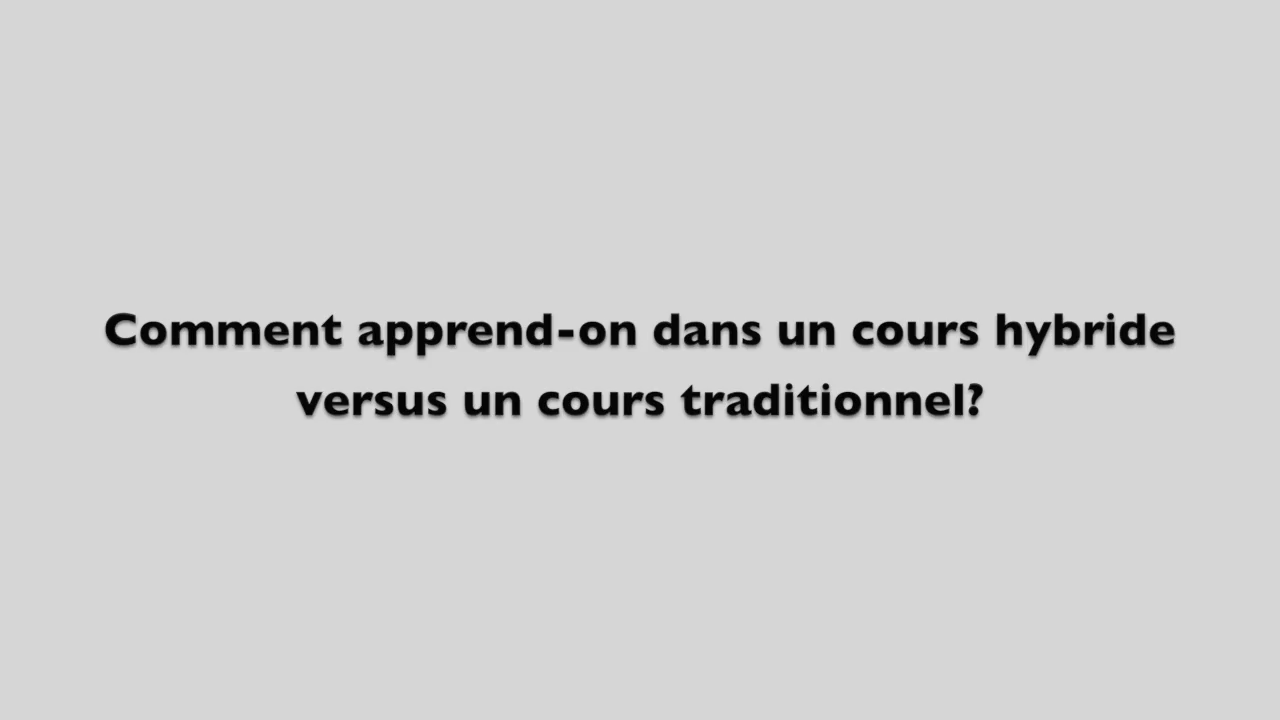 Comment apprend-on dans un cours hybride
versus un cours traditionnel?